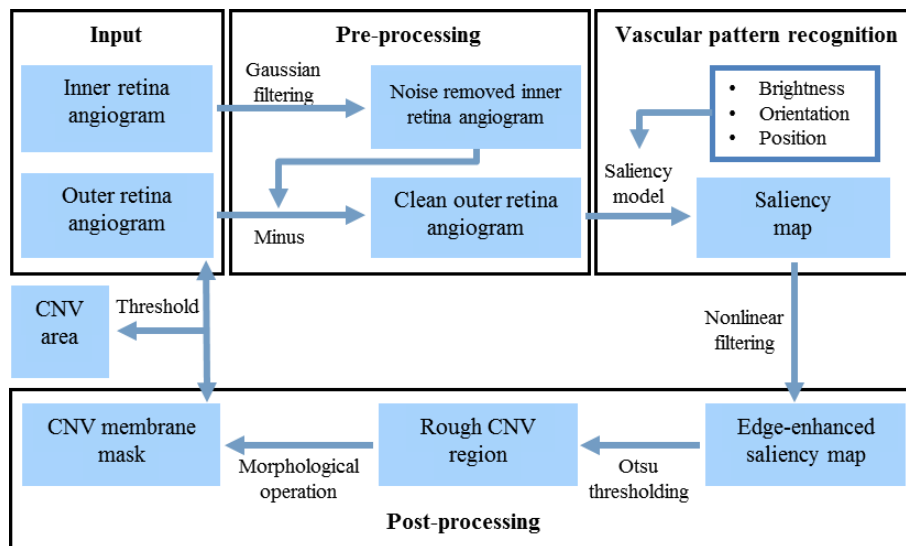 Input
Pre-processing
Vascular pattern recognition
Inner retina
angiogram
Gaussian
filtering
Noise removed inner
retina angiogram
• Brightness
• Orientation
• Position
Outer retina
angiogram
Minus
Clean outer retina
angiogram
Saliency
model
Saliency
map
CNV
area
Threshold
Nonlinear
filtering
CNV membrane
mask
Morphological
operation
Rough CNV
region
Otsu
thresholding
Edge-enhanced
saliency map
Post-processing